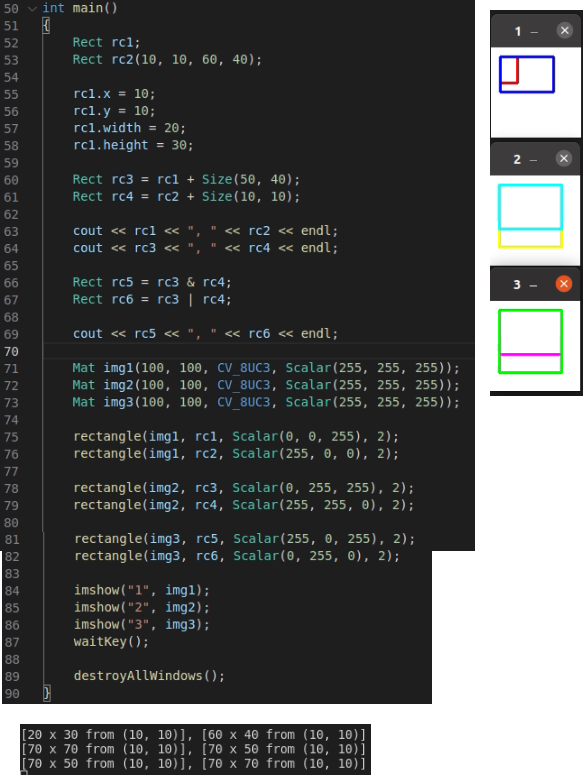 50 int main()
51 {
52 Rect rc1;
53 Rect rc2(10, 10, 60, 40);
54
55 rc1.x = 10;
56 rc1.y = 10;
57 rc1.width = 20;
58 rc1.height = 30;
59
60 Rect rc3 = rc1 + Size(50, 40);
61 Rect rc4 = rc2 + Size(10, 10);
62
63 cout << rc1 << ", " << rc2 << endl;
64 cout << rc3 << ", " << rc4 << endl;
65
66 Rect rc5 = rc3 & rc4;
67 Rect rc6 = rc3 | rc4;
68
69 cout << rc5 << ", " << rc6 << endl;
70
71 Mat img1(100, 100, CV_8UC3, Scalar(255, 255, 255));
72 Mat img2(100, 100, CV_8UC3, Scalar(255, 255, 255));
73 Mat img3(100, 100, CV_8UC3, Scalar(255, 255, 255));
74
75 rectangle(img1, rc1, Scalar(0, 0, 255), 2);
76 rectangle(img1, rc2, Scalar(255, 0, 0), 2);
77
78 rectangle(img2, rc3, Scalar(0, 255, 255), 2);
79 rectangle(img2, rc4, Scalar(255, 255, 0), 2);
80
81 rectangle(img3, rc5, Scalar(255, 0, 255), 2);
82 rectangle(img3, rc6, Scalar(0, 255, 0), 2);
83
84 imshow("1", img1);
85 imshow("2", img2);
86 imshow("3", img3);
87 waitKey();
88
89 destroyAllWindows();
90 }
1
2
3
[20 x 30 from (10, 10)], [60 x 40 from (10, 10)]
[70 x 70 from (10, 10)], [70 x 50 from (10, 10)]
[70 x 50 from (10, 10)], [70 x 70 from (10, 10)]